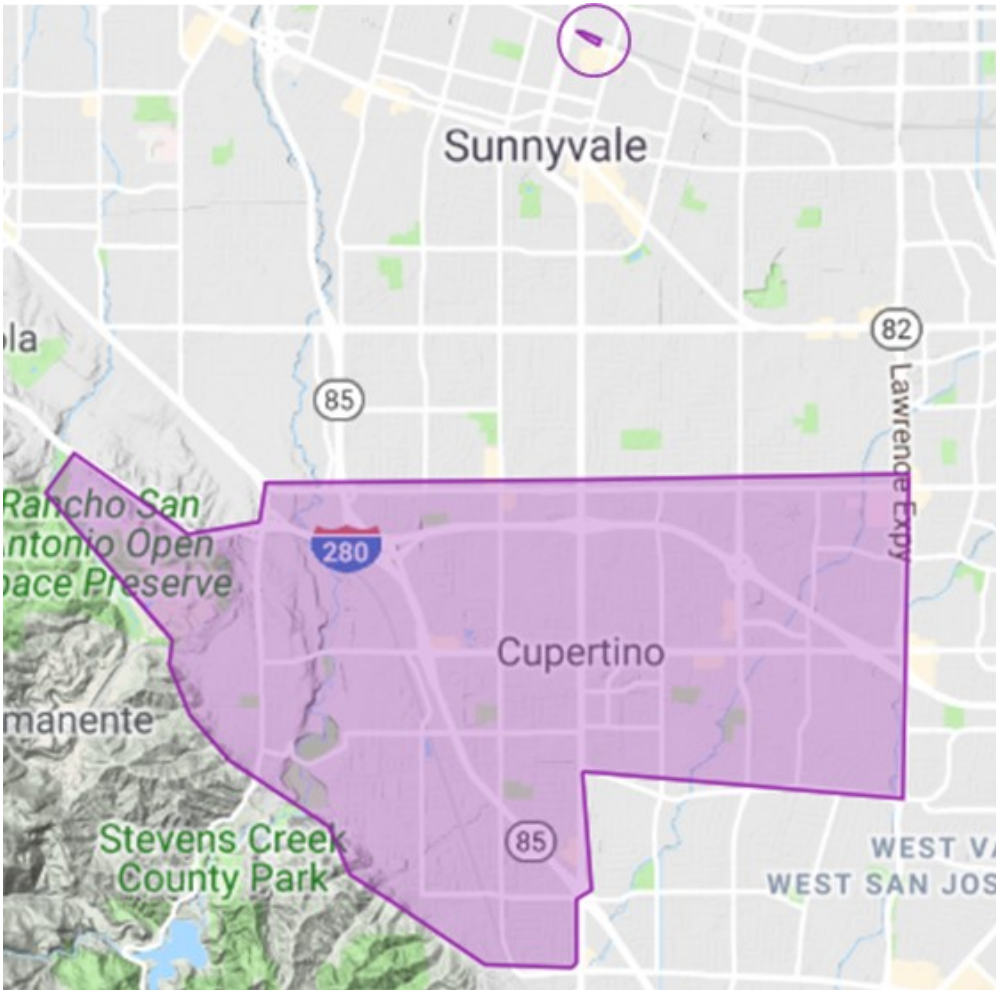 Sunnyvale
82
la
85
Lawrence Expy
Rancho San
ntonio Open
pace Preserve
280
Cupertino
manente
85
Stevens Creek
County Park
WEST VA
WEST SAN JOS